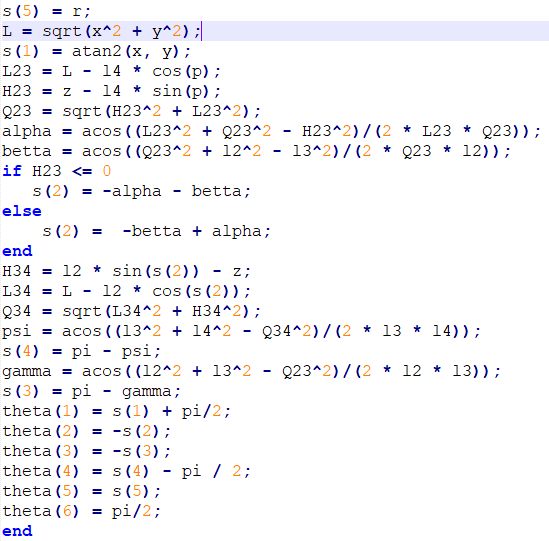 s(5) = r;
L = sqrt(x^2 + y^2);
s(1) = atan2(x, y);
L23 = L - l4 * cos(p);
H23 = z - l4 * sin(p);
Q23 = sqrt(H23^2 + L23^2);
alpha = acos((L23^2 + Q23^2 - H23^2)/(2 * L23 * Q23));
betta = acos((Q23^2 + l2^2 - l3^2)/(2 * Q23 * l2));
if H23 <= 0
   s(2) = -alpha - betta;
else
    s(2) =  -betta + alpha;
end
H34 = l2 * sin(s(2)) - z;
L34 = L - l2 * cos(s(2));
Q34 = sqrt(L34^2 + H34^2);
psi = acos((l3^2 + l4^2 - Q34^2)/(2 * l3 * l4));
s(4) = pi - psi;
gamma = acos((l2^2 + l3^2 - Q23^2)/(2 * l2 * l3));
s(3) = pi - gamma;
theta(1) = s(1) + pi/2;
theta(2) = -s(2);
theta(3) = -s(3);
theta(4) = s(4) - pi / 2;
theta(5) = s(5);
theta(6) = pi/2;
end